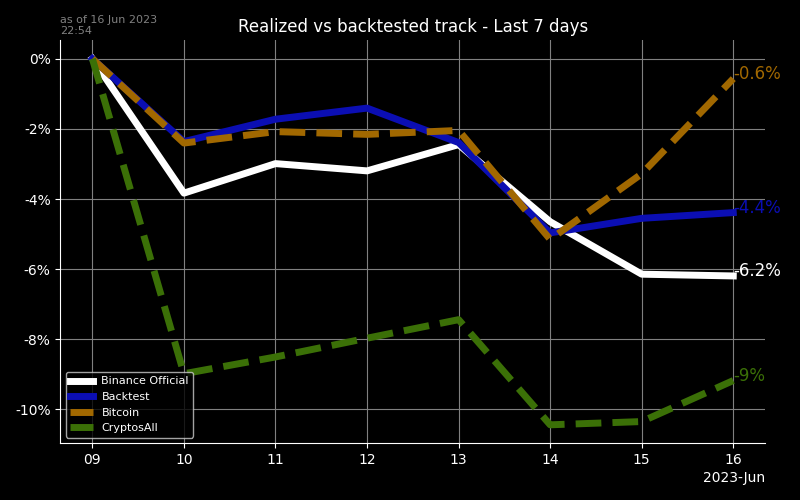 as of 16 Jun 2023
22:54
Realized vs backtested track - Last 7 days
0%
-2%
-4%
-6%
-8%
-10%
-0.6%
-4.4%
-6.2%
-9%
Binance Official
Backtest
Bitcoin
CryptosAll
09 10 11 12 13 14 15 16
2023-Jun